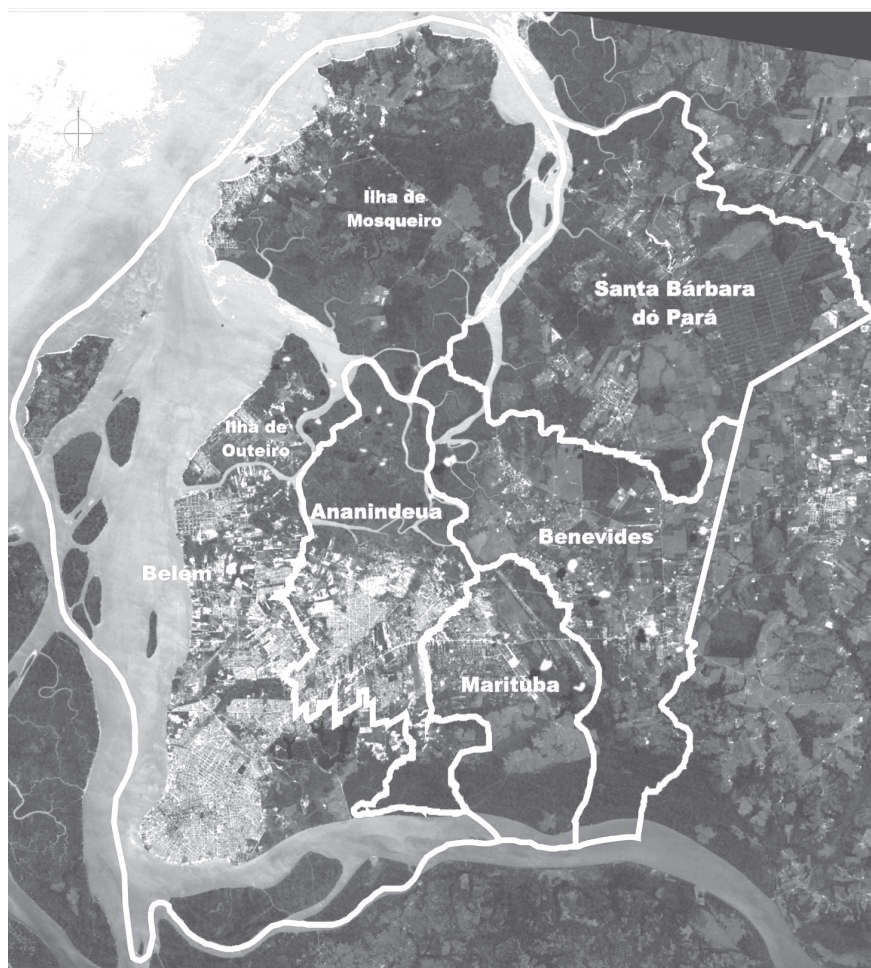 N
Ilha de
Mosqueiro
Santa Bárbara
do Pará
Ilha de
Outeiro
Ananindeua
Benevides
Belém
Marituba